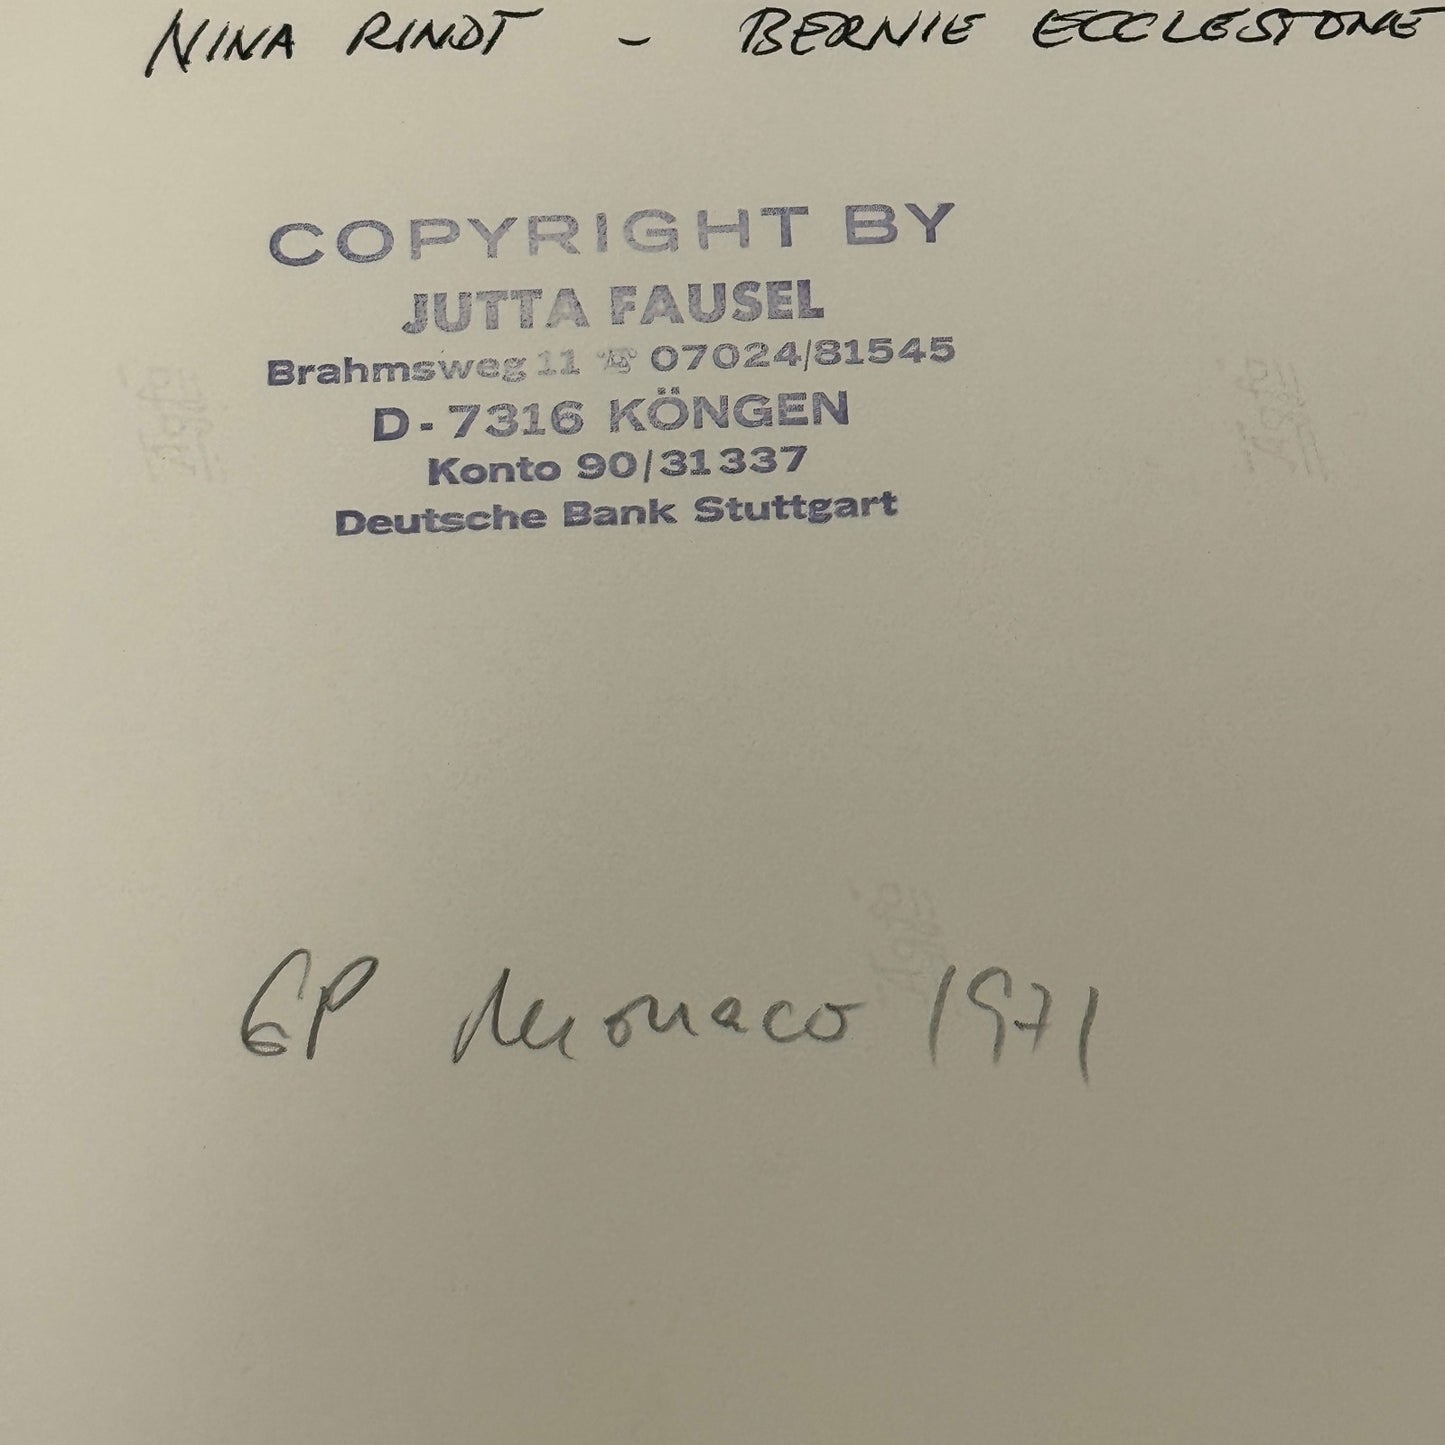 NINA RINDT - BERNIE ECCLESTONE
COPYRIGHT BY
JUTTA FAUSEL
Brahmsweg 11 ☎ 07024/81545
D-7316 KÖNGEN
Konto 90/31337
Deutsche Bank Stuttgart
GP Monaco 1971